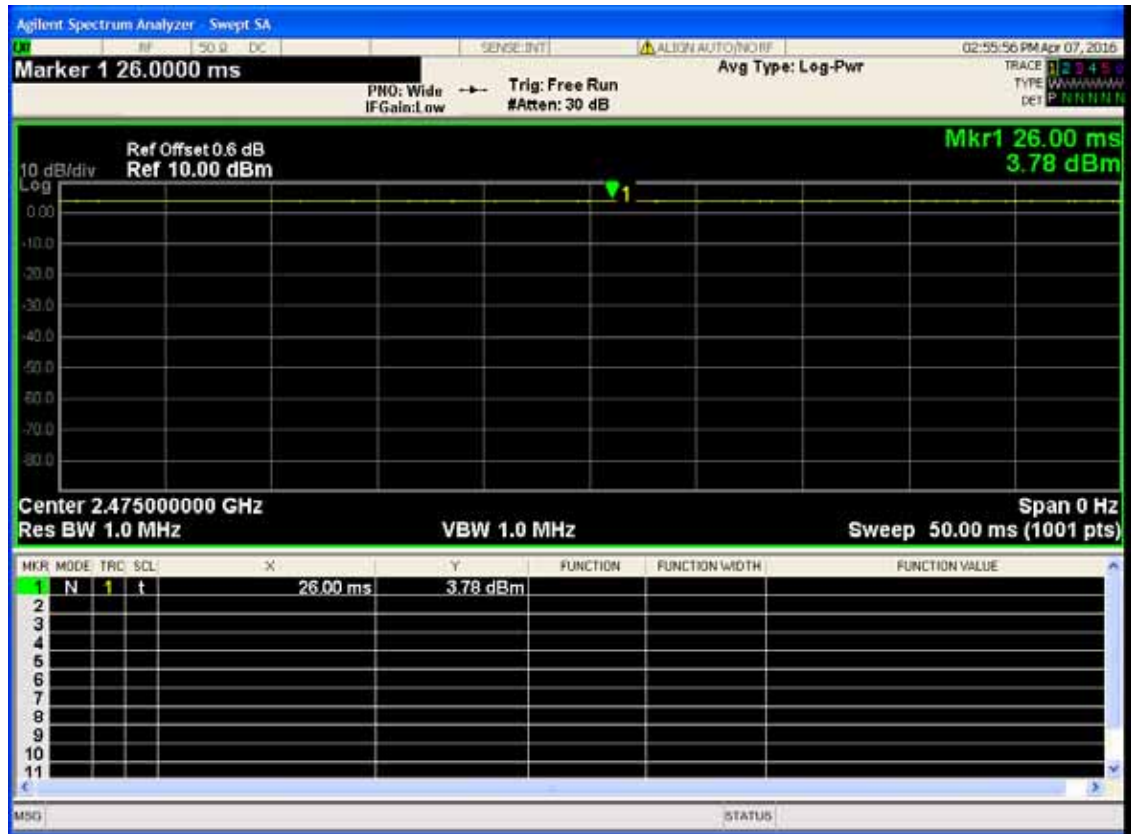 Agilent Spectrum Analyzer - Swept SA
RF 50 Ω DC SENSE:INT ALIGN AUTO/NO RF 02:55:56 PM Apr 07, 2016
Marker 1 26.0000 ms
PNO: Wide
IFGain:Low
Trig: Free Run
#Atten: 30 dB
Avg Type: Log-Pwr
TRACE 1 2 3 4 5 6
TYPE
DET P N N N N N
Mkr1 26.00 ms
3.78 dBm
Ref Offset 0.6 dB
10 dB/div Ref 10.00 dBm
Log
1
0.00
-10.0
-20.0
-30.0
-40.0
-50.0
-60.0
-70.0
-80.0
Center 2.475000000 GHz Span 0 Hz
Res BW 1.0 MHz VBW 1.0 MHz Sweep 50.00 ms (1001 pts)
MKR MODE TRC SCL X Y FUNCTION FUNCTION WIDTH FUNCTION VALUE
1 N 1 t 26.00 ms 3.78 dBm
2
3
4
5
6
7
8
9
10
11
MSG STATUS